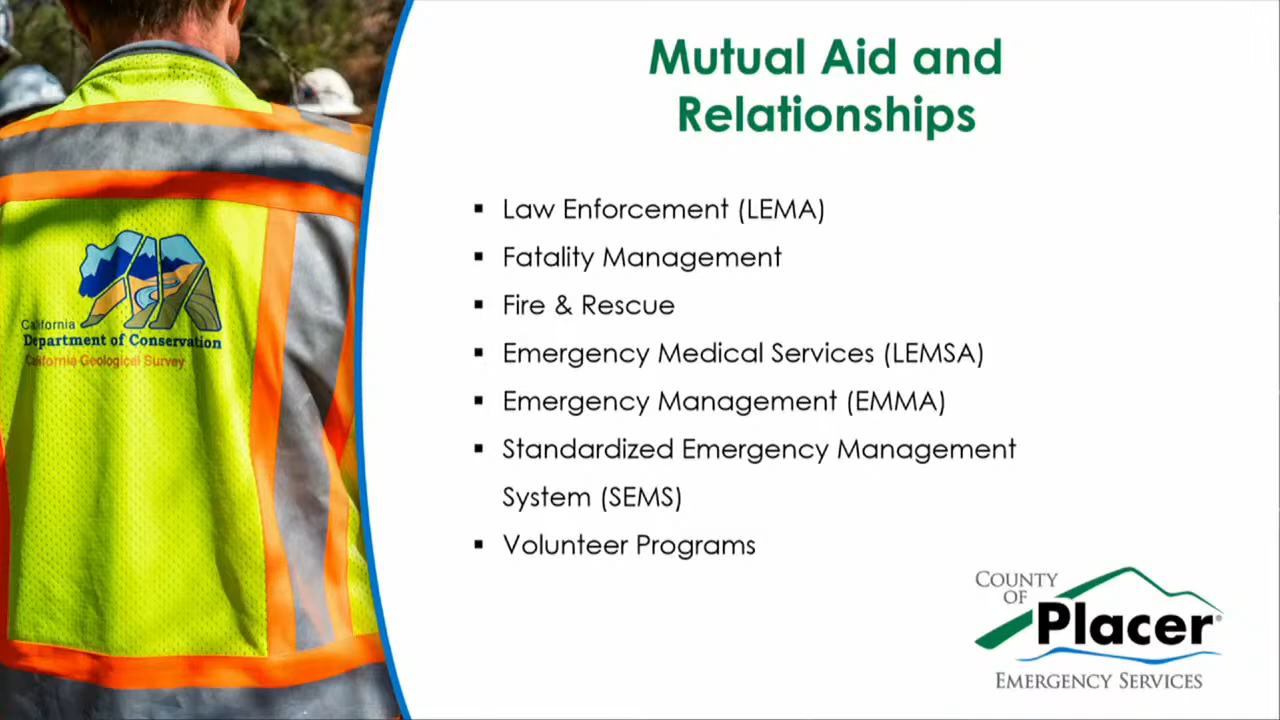 Mutual Aid and
Relationships
▪ Law Enforcement (LEMA)
▪ Fatality Management
▪ Fire & Rescue
▪ Emergency Medical Services (LEMSA)
▪ Emergency Management (EMMA)
▪ Standardized Emergency Management
System (SEMS)
▪ Volunteer Programs
California
Department of Conservation
California Geological Survey
COUNTY
OF
Placer®
EMERGENCY SERVICES